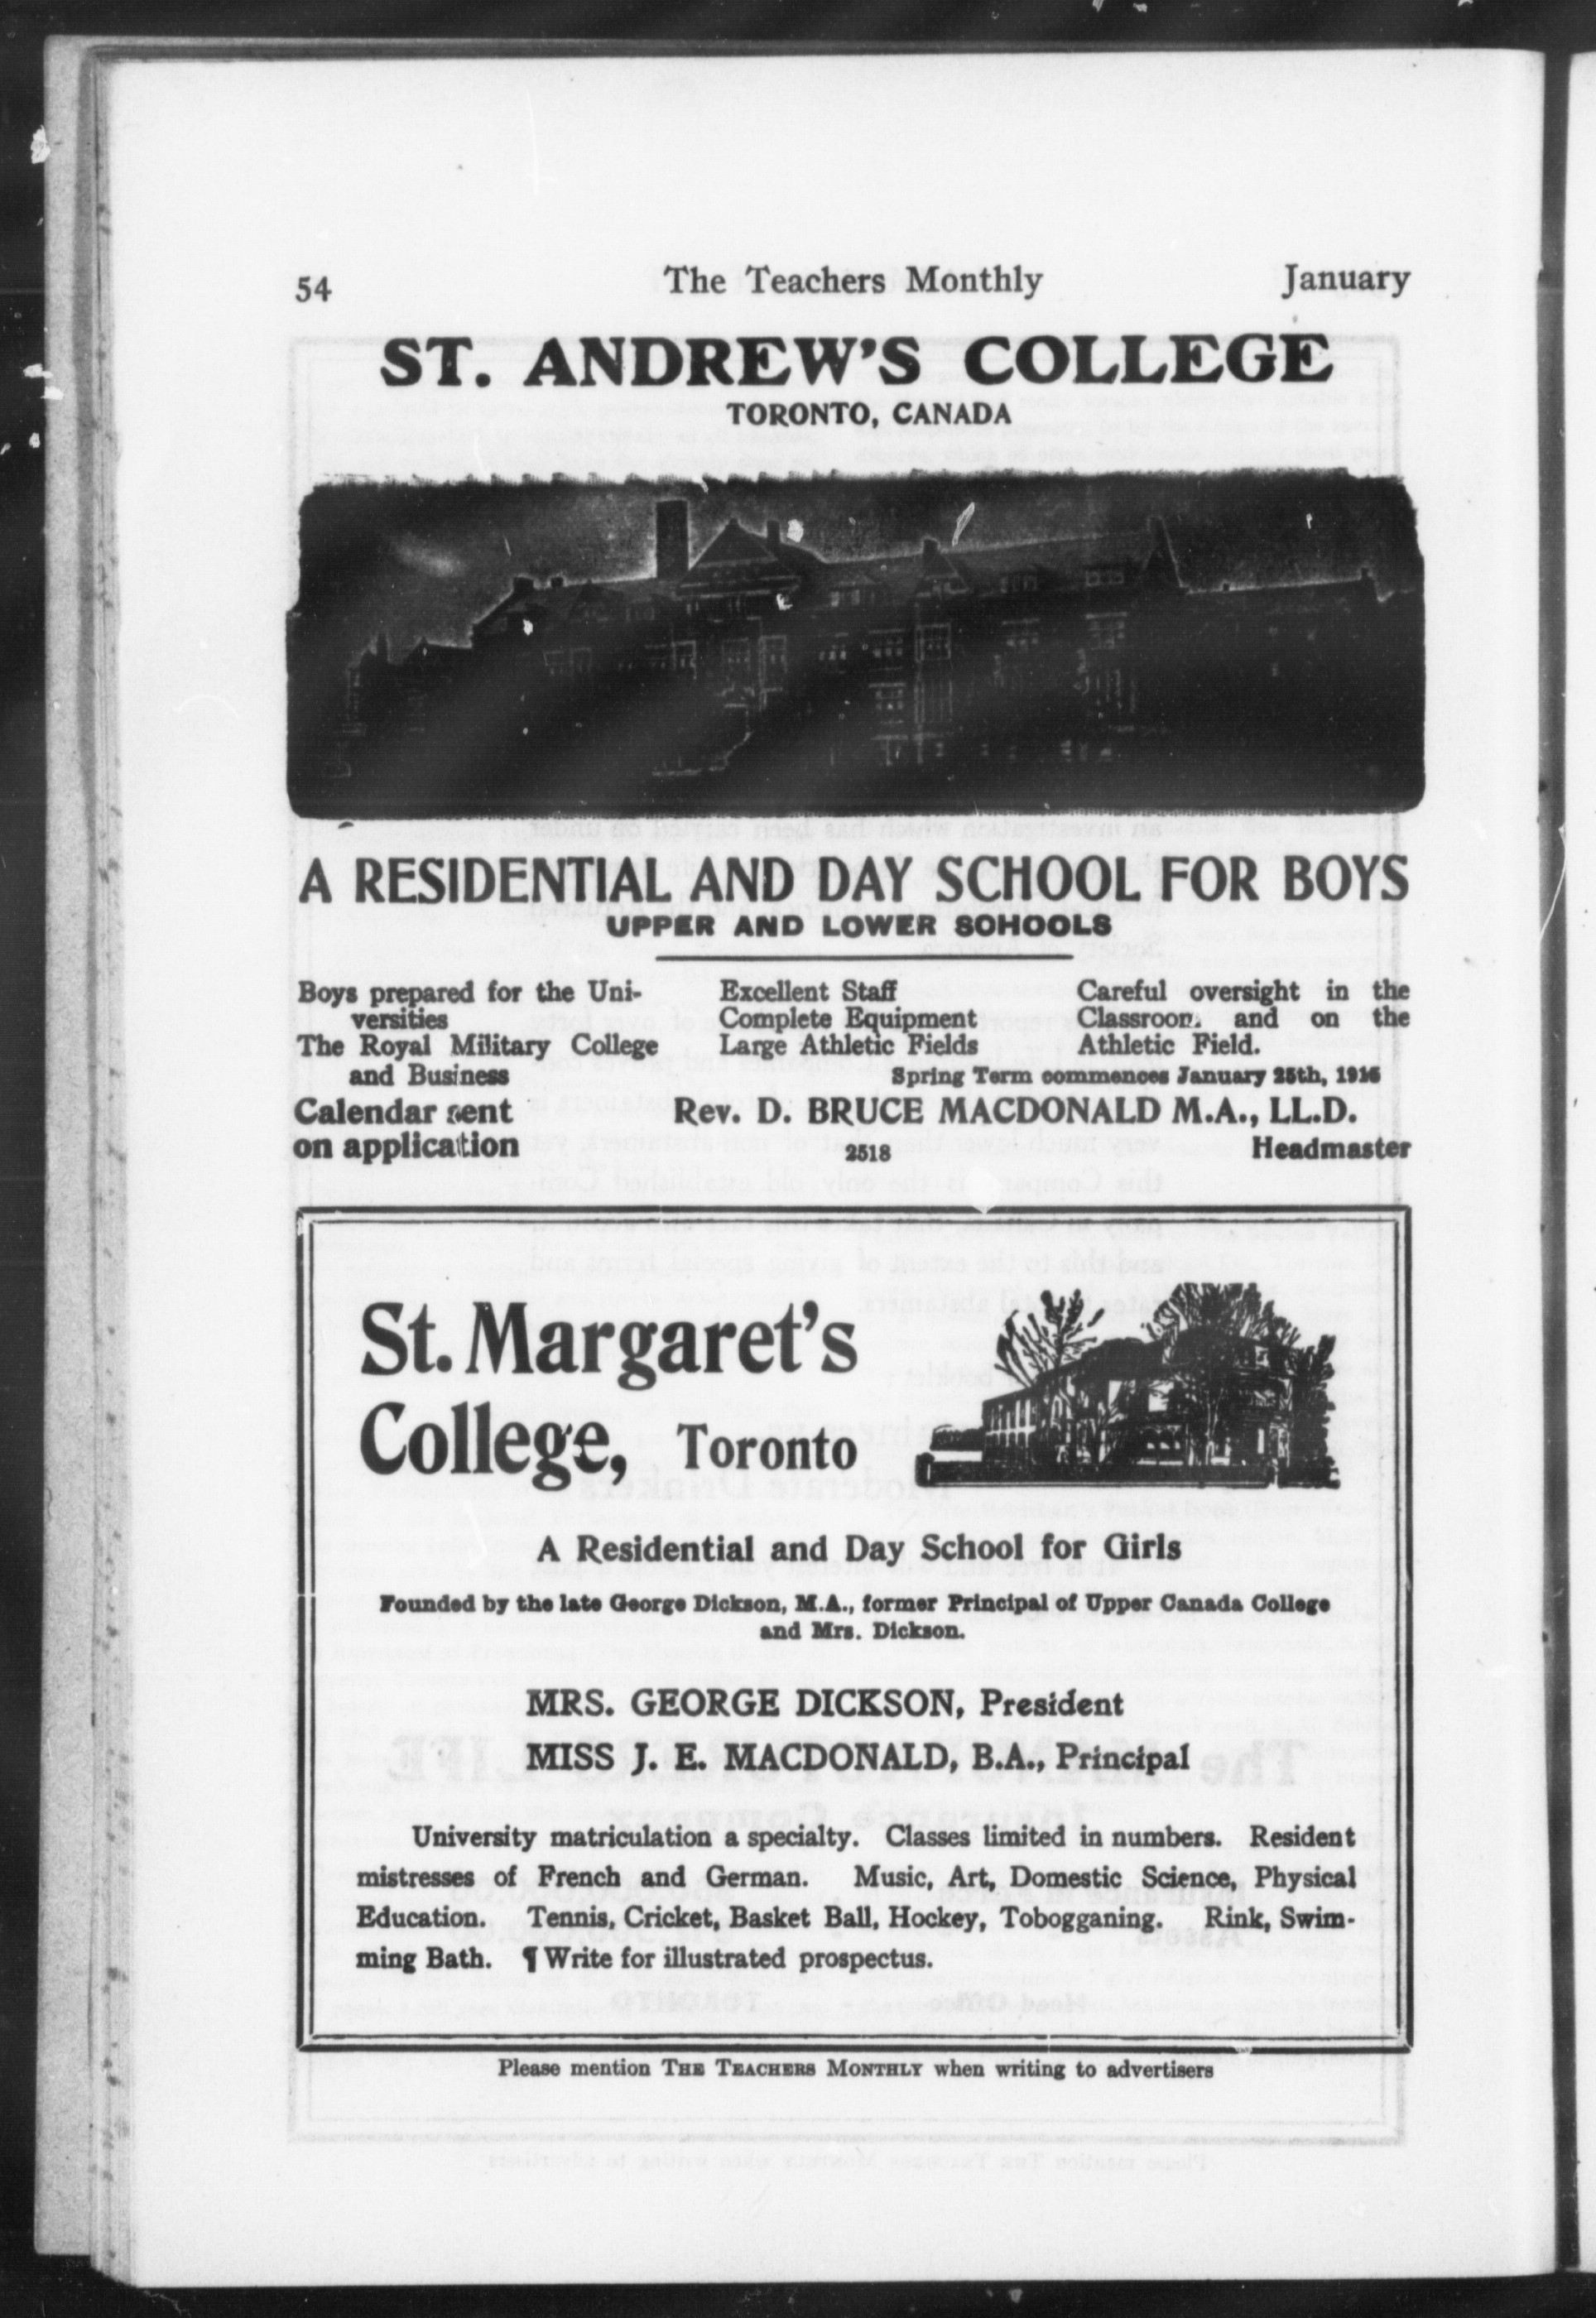 54 The Teachers Monthly January
ST. ANDREW'S COLLEGE
TORONTO, CANADA
A RESIDENTIAL AND DAY SCHOOL FOR BOYS
UPPER AND LOWER SCHOOLS
Boys prepared for the Uni-
versities
The Royal Military College
and Business
Excellent Staff
Complete Equipment
Large Athletic Fields
Careful oversight in the
Classroom and on the
Athletic Field.
Spring Term commences January 25th,
Calendar sent
on application
Rev. D. BRUCE MACDONALD M.A., LL.D.
2518 Headmaster
St. Margaret's
College, Toronto
A Residential and Day School for Girls
Founded by the late George Dickson, M.A., former Principal of Upper Canada College
and Mrs. Dickson.
MRS. GEORGE DICKSON, President
MISS J. E. MACDONALD, B.A., Principal
University matriculation a specialty. Classes limited in numbers. Resident
mistresses of French and German. Music, Art, Domestic Science, Physical
Education. Tennis, Cricket, Basket Ball, Hockey, Tobogganing. Rink, Swim-
ming Bath. ¶ Write for illustrated prospectus.
Please mention THE TEACHERS MONTHLY when writing to advertisers